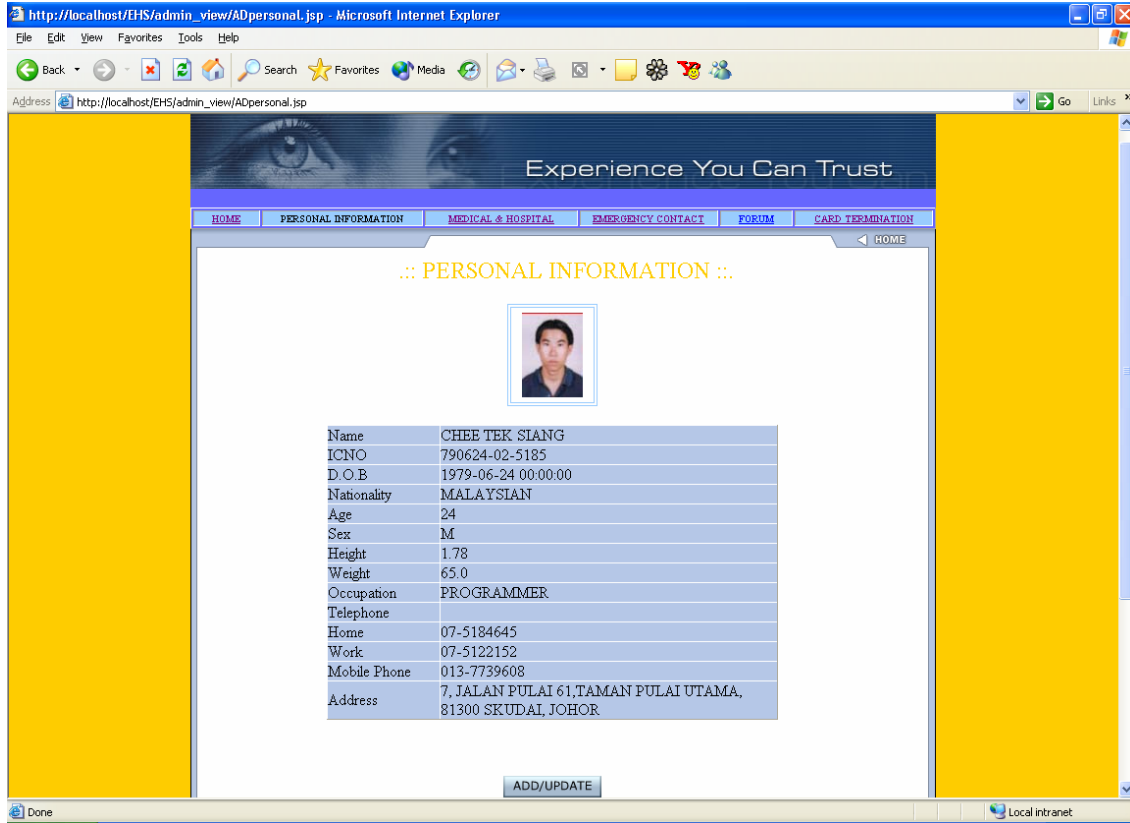 http://localhost/EHS/admin_view/ADpersonal.jsp - Microsoft Internet Explorer
File Edit View Favorites Tools Help
Back Search Favorites Media
Address http://localhost/EHS/admin_view/ADpersonal.jsp Go Links »
Experience You Can Trust
HOME PERSONAL INFORMATION MEDICAL & HOSPITAL EMERGENCY CONTACT FORUM CARD TERMINATION
HOME
.:: PERSONAL INFORMATION ::.
Name CHEE TEK SIANG
ICNO 790624-02-5185
D.O.B 1979-06-24 00:00:00
Nationality MALAYSIAN
Age 24
Sex M
Height 1.78
Weight 65.0
Occupation PROGRAMMER
Telephone
Home 07-5184645
Work 07-5122152
Mobile Phone 013-7739608
Address 7, JALAN PULAI 61,TAMAN PULAI UTAMA,
81300 SKUDAI, JOHOR
ADD/UPDATE
Done Local intranet